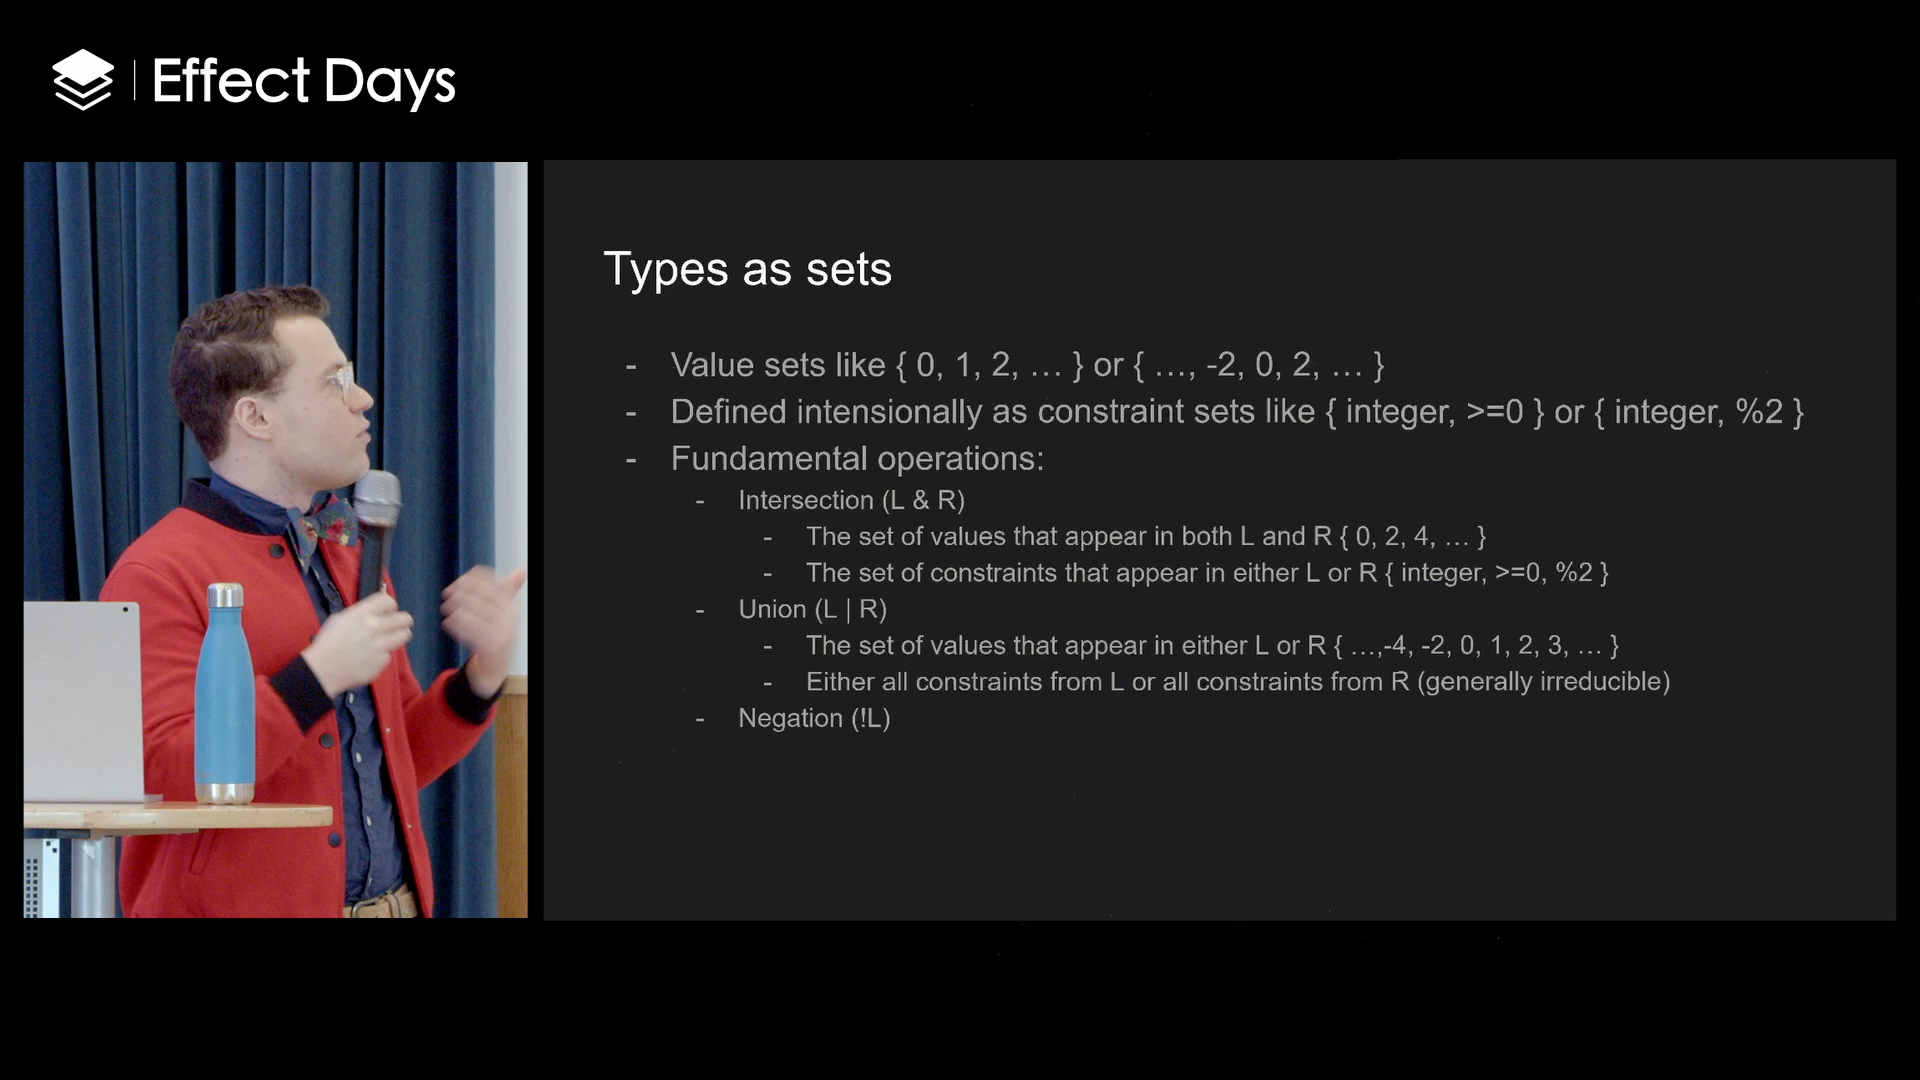 Effect Days
Types as sets
- Value sets like { 0, 1, 2, … } or { …, -2, 0, 2, … }
- Defined intensionally as constraint sets like { integer, >=0 } or { integer, %2 }
- Fundamental operations:
- Intersection (L & R)
- The set of values that appear in both L and R { 0, 2, 4, … }
- The set of constraints that appear in either L or R { integer, >=0, %2 }
- Union (L | R)
- The set of values that appear in either L or R { …,-4, -2, 0, 1, 2, 3, … }
- Either all constraints from L or all constraints from R (generally irreducible)
- Negation (!L)